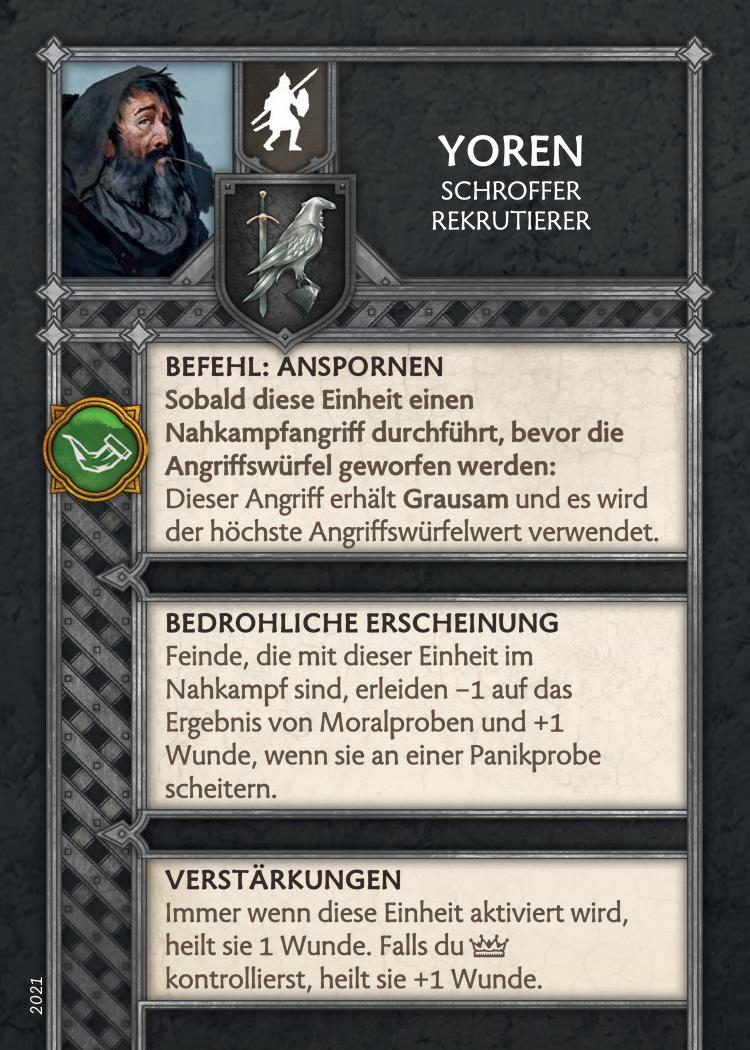 YOREN
SCHROFFER
REKRUTIERER
BEFEHL: ANSPORNEN
Sobald diese Einheit einen
Nahkampfangriff durchführt, bevor die
Angriffswürfel geworfen werden:
Dieser Angriff erhält Grausam und es wird
der höchste Angriffswürfelwert verwendet.
BEDROHLICHE ERSCHEINUNG
Feinde, die mit dieser Einheit im
Nahkampf sind, erleiden −1 auf das
Ergebnis von Moralproben und +1
Wunde, wenn sie an einer Panikprobe
scheitern.
VERSTÄRKUNGEN
Immer wenn diese Einheit aktiviert wird,
heilt sie 1 Wunde. Falls du
kontrollierst, heilt sie +1 Wunde.
2021